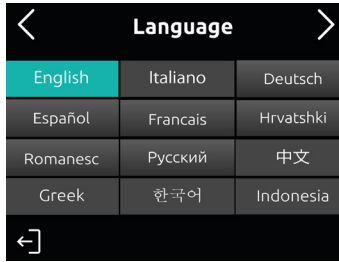 Language
English Italiano Deutsch
Español Francais Hrvatshki
Romanesc Русский 中文
Greek 한국어 Indonesia